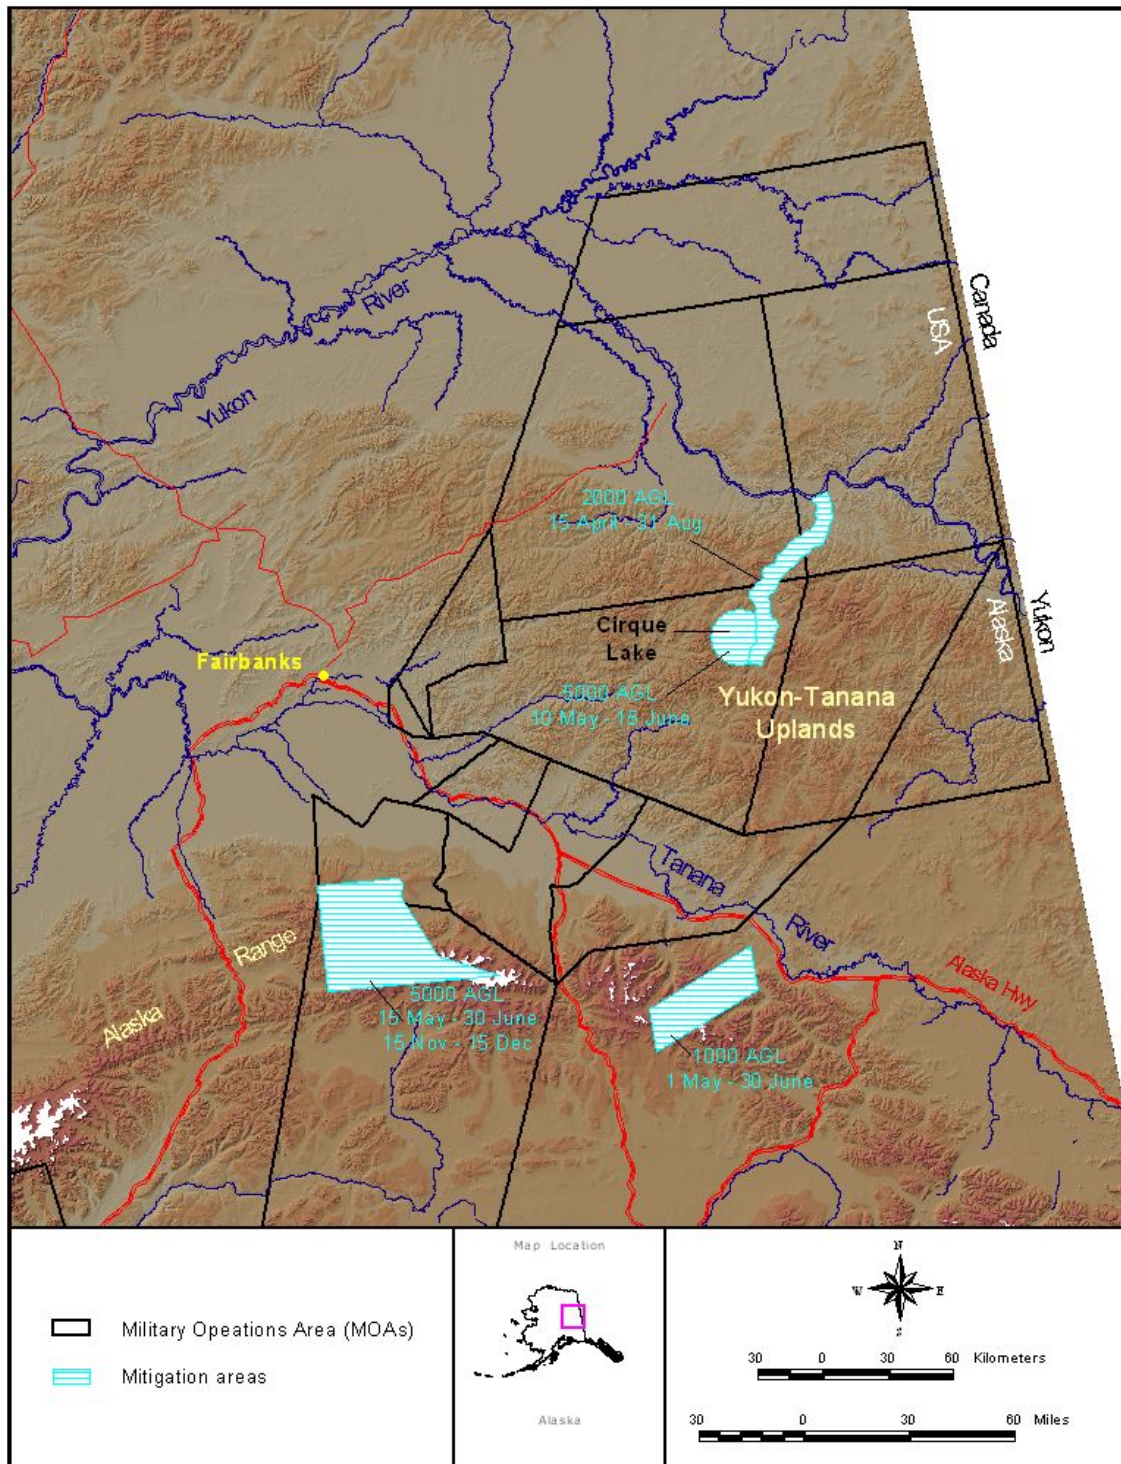 Canada
USA
River
Yukon
2000 AGL
15 April - 31 Aug
Yukon
Alaska
Cirque
Lake
Fairbanks
5000 AGL
10 May - 15 June
Yukon-Tanana
Uplands
Tanana
River
Range
Alaska
Alaska Hwy
5000 AGL
15 May - 30 June
15 Nov - 15 Dec
1000 AGL
1 May - 30 June
Military Opeations Area (MOAs)
Mitigation areas
Map Location
Alaska
N
W E
S
30 0 30 60 Kilometers
30 0 30 60 Miles